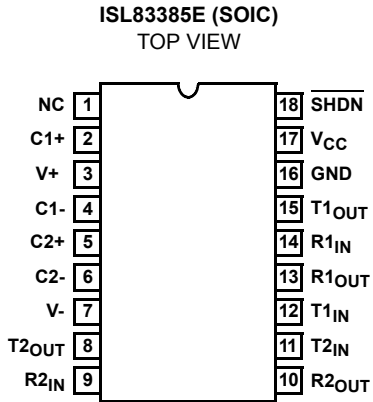 ISL83385E (SOIC)
TOP VIEW
NC 1 18 SHDN
C1+ 2 17 VCC
V+ 3 16 GND
C1- 4 15 T1OUT
C2+ 5 14 R1IN
C2- 6 13 R1OUT
V- 7 12 T1IN
T2OUT 8 11 T2IN
R2IN 9 10 R2OUT